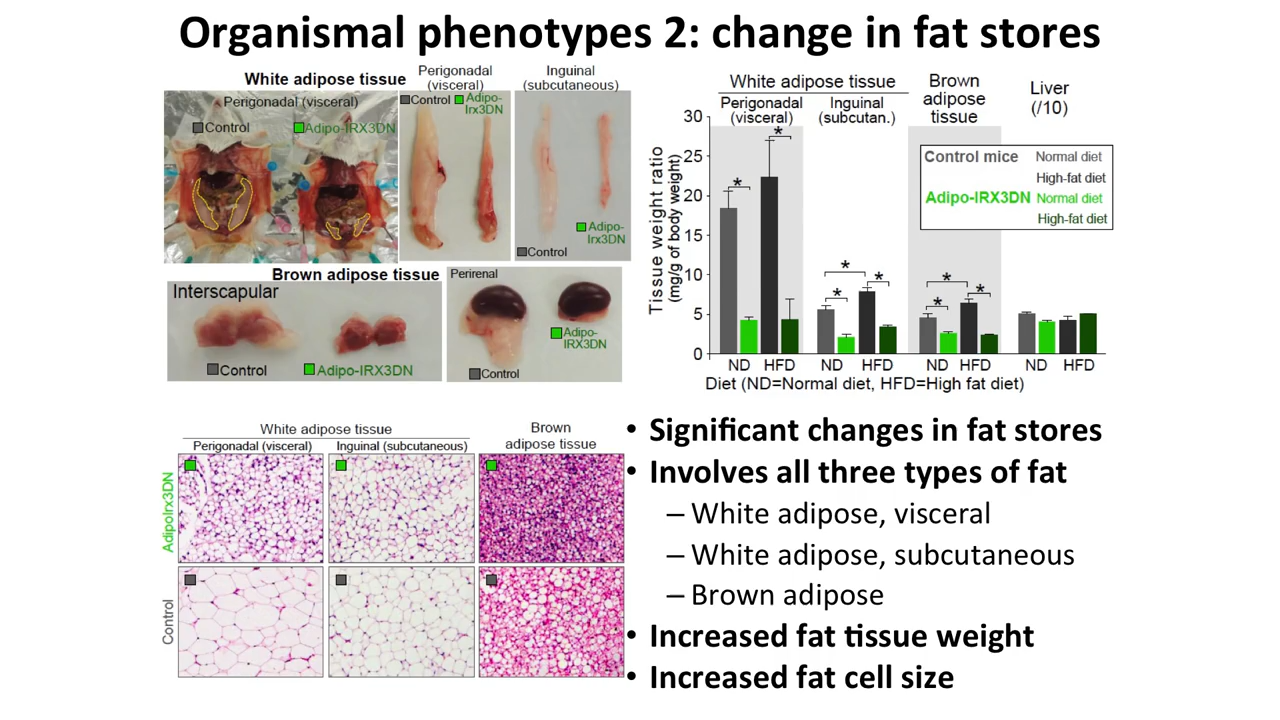 Organismal phenotypes 2: change in fat stores
White adipose tissue
Perigonadal (visceral)
Control
Adipo-IRX3DN
Perigonadal
(visceral)
Control
Adipo-
Irx3DN
Inguinal
(subcutaneous)
Adipo-
Irx3DN
Control
Brown adipose tissue
Interscapular
Control
Adipo-IRX3DN
Perirenal
Adipo-
IRX3DN
Control
White adipose tissue
Perigonadal
(visceral)
Inguinal
(subcutan.)
Brown
adipose
tissue
Liver
(/10)
Tissue weight ratio
(mg/g of body weight)
30
25
20
15
10
5
0
* * * * * * * *
Control mice Normal diet
High-fat diet
Adipo-IRX3DN Normal diet
High-fat diet
ND HFD ND HFD ND HFD ND HFD
Diet (ND=Normal diet, HFD=High fat diet)
White adipose tissue
Perigonadal (visceral)
Inguinal (subcutaneous)
Brown
adipose tissue
AdipoIrx3DN
Control
• Significant changes in fat stores
• Involves all three types of fat
– White adipose, visceral
– White adipose, subcutaneous
– Brown adipose
• Increased fat tissue weight
• Increased fat cell size